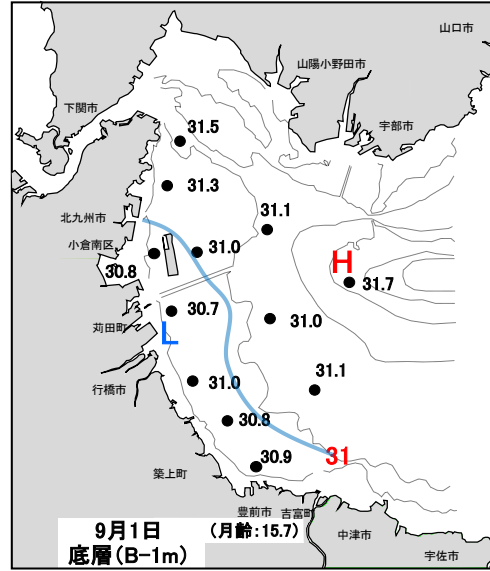 山口市
山陽小野田市
下関市
宇部市
31.5
31.3
北九州市
31.1
小倉南区
31.0
30.8
H
31.7
30.7
31.0
苅田町
L
31.0
31.1
行橋市
30.8
31
30.9
築上町
豊前市
吉富町
中津市
宇佐市
9月1日 (月齢:15.7)
底層(B-1m)